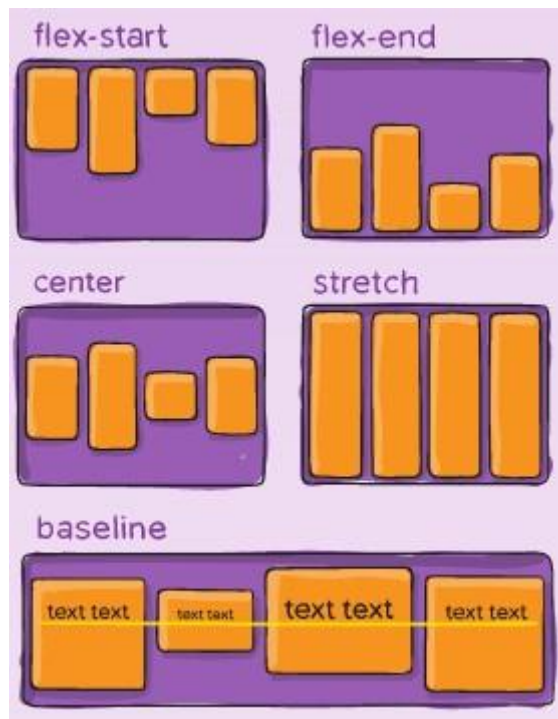 flex-start
flex-end
center
stretch
baseline
text text
text text
text text
text text